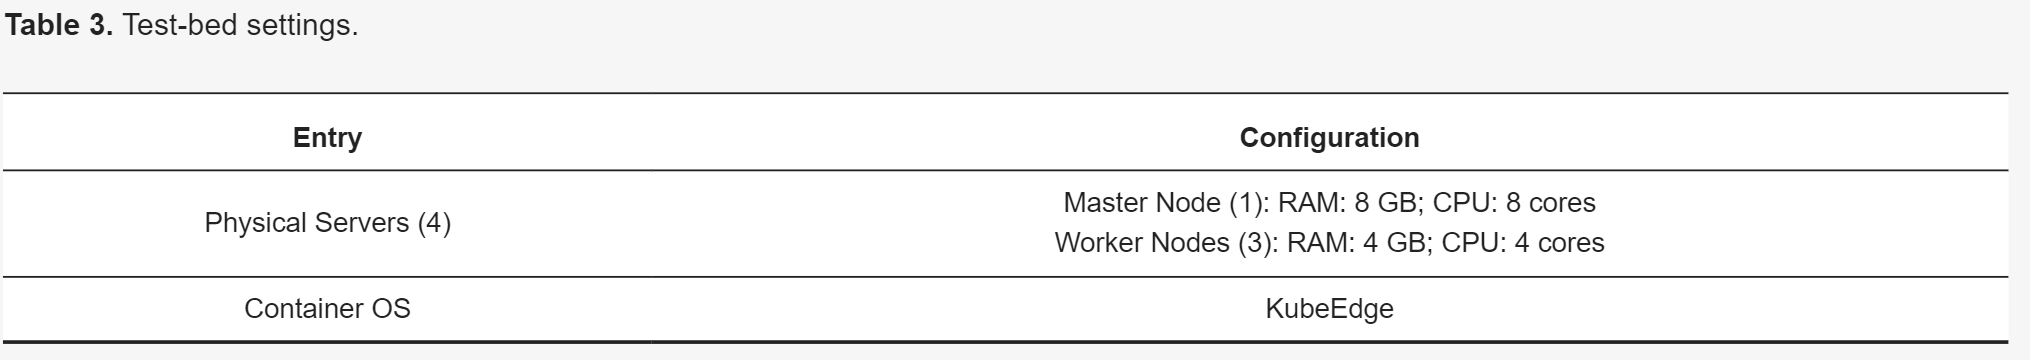 Table 3. Test-bed settings.
Entry Configuration
Physical Servers (4)
Master Node (1): RAM: 8 GB; CPU: 8 cores
Worker Nodes (3): RAM: 4 GB; CPU: 4 cores
Container OS KubeEdge